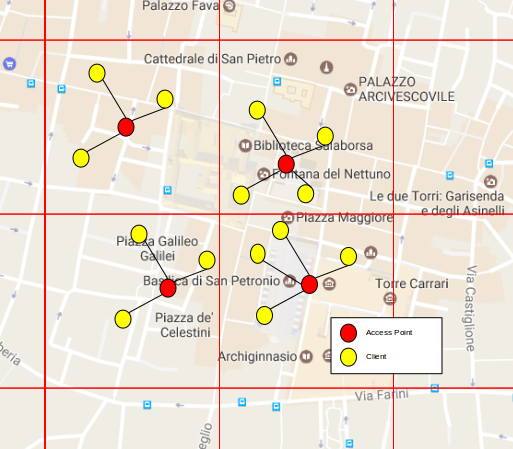 Palazzo Fava
Cattedrale di San Pietro
PALAZZO
ARCIVESCOVILE
Biblioteca Salaborsa
Fontana del Nettuno
Le due Torri: Garisenda
e degli Asinelli
Piazza Maggiore
Piazza Galileo
Galilei
Basilica di San Petronio
Torre Carrari
Via Castiglione
Piazza de'
Celestini
Access Point
Archiginnasio
Client
Via Farini